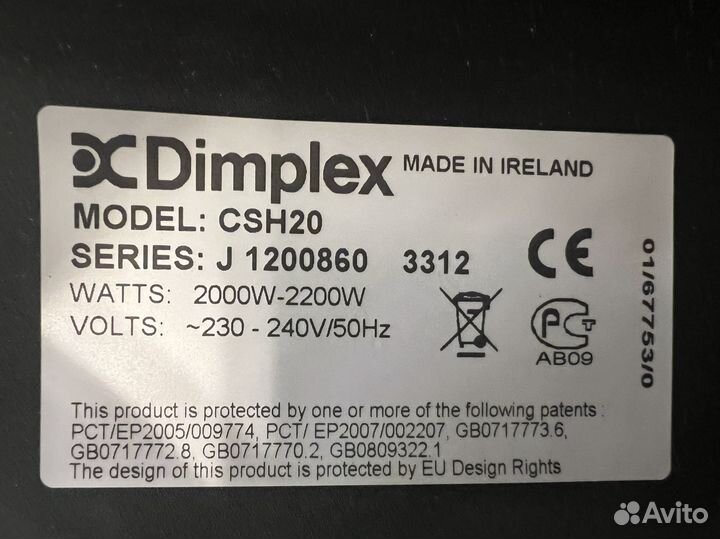 Dimplex MADE IN IRELAND
MODEL: CSH20
SERIES: J 1200860 3312
WATTS: 2000W-2200W
VOLTS: ~230 - 240V/50Hz
CE
PCT
AB09
01/67753/0
This product is protected by one or more of the following patents :
PCT/EP2005/009774, PCT/ EP2007/002207, GB0717773.6,
GB0717772.8, GB0717770.2, GB0809322.1
The design of this product is protected by EU Design Rights
Avito